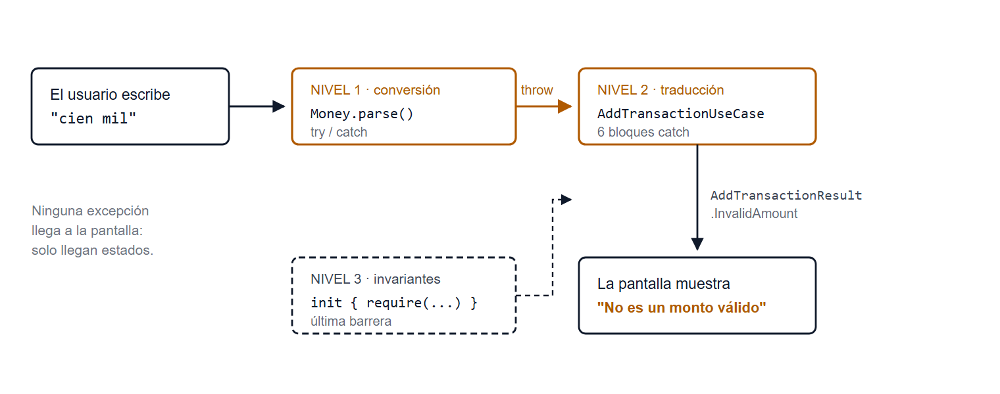 El usuario escribe
"cien mil"
NIVEL 1 · conversión
Money.parse()
try / catch
throw
NIVEL 2 · traducción
AddTransactionUseCase
6 bloques catch
AddTransactionResult
.InvalidAmount
Ninguna excepción
llega a la pantalla:
solo llegan estados.
NIVEL 3 · invariantes
init { require(...) }
última barrera
La pantalla muestra
"No es un monto válido"